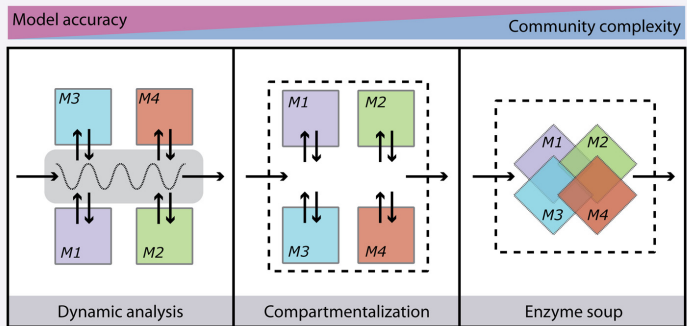 Model accuracy
Community complexity
M3
M4
M1
M2
M1
M2
M3
M4
M1
M2
M3
M4
Dynamic analysis
Compartmentalization
Enzyme soup